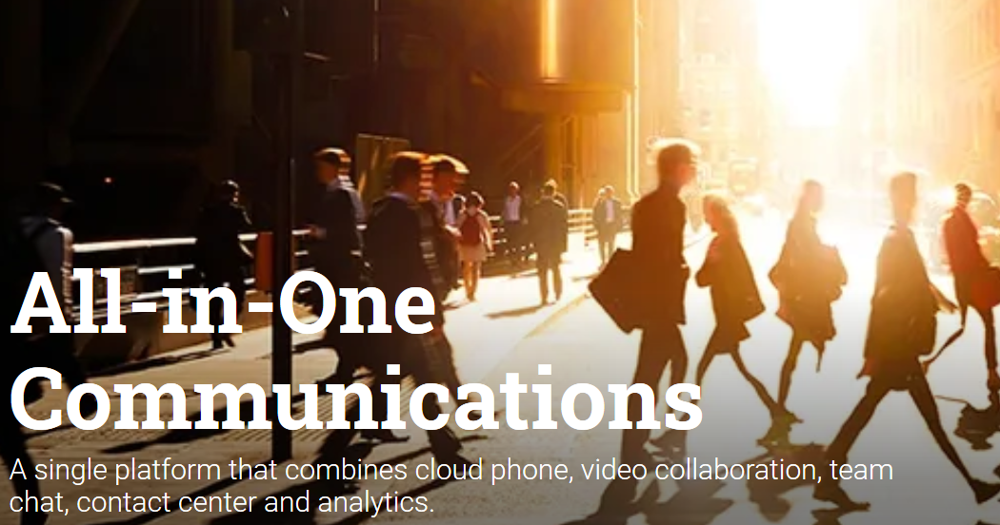 All-in-One
Communications
A single platform that combines cloud phone, video collaboration, team
chat, contact center and analytics.